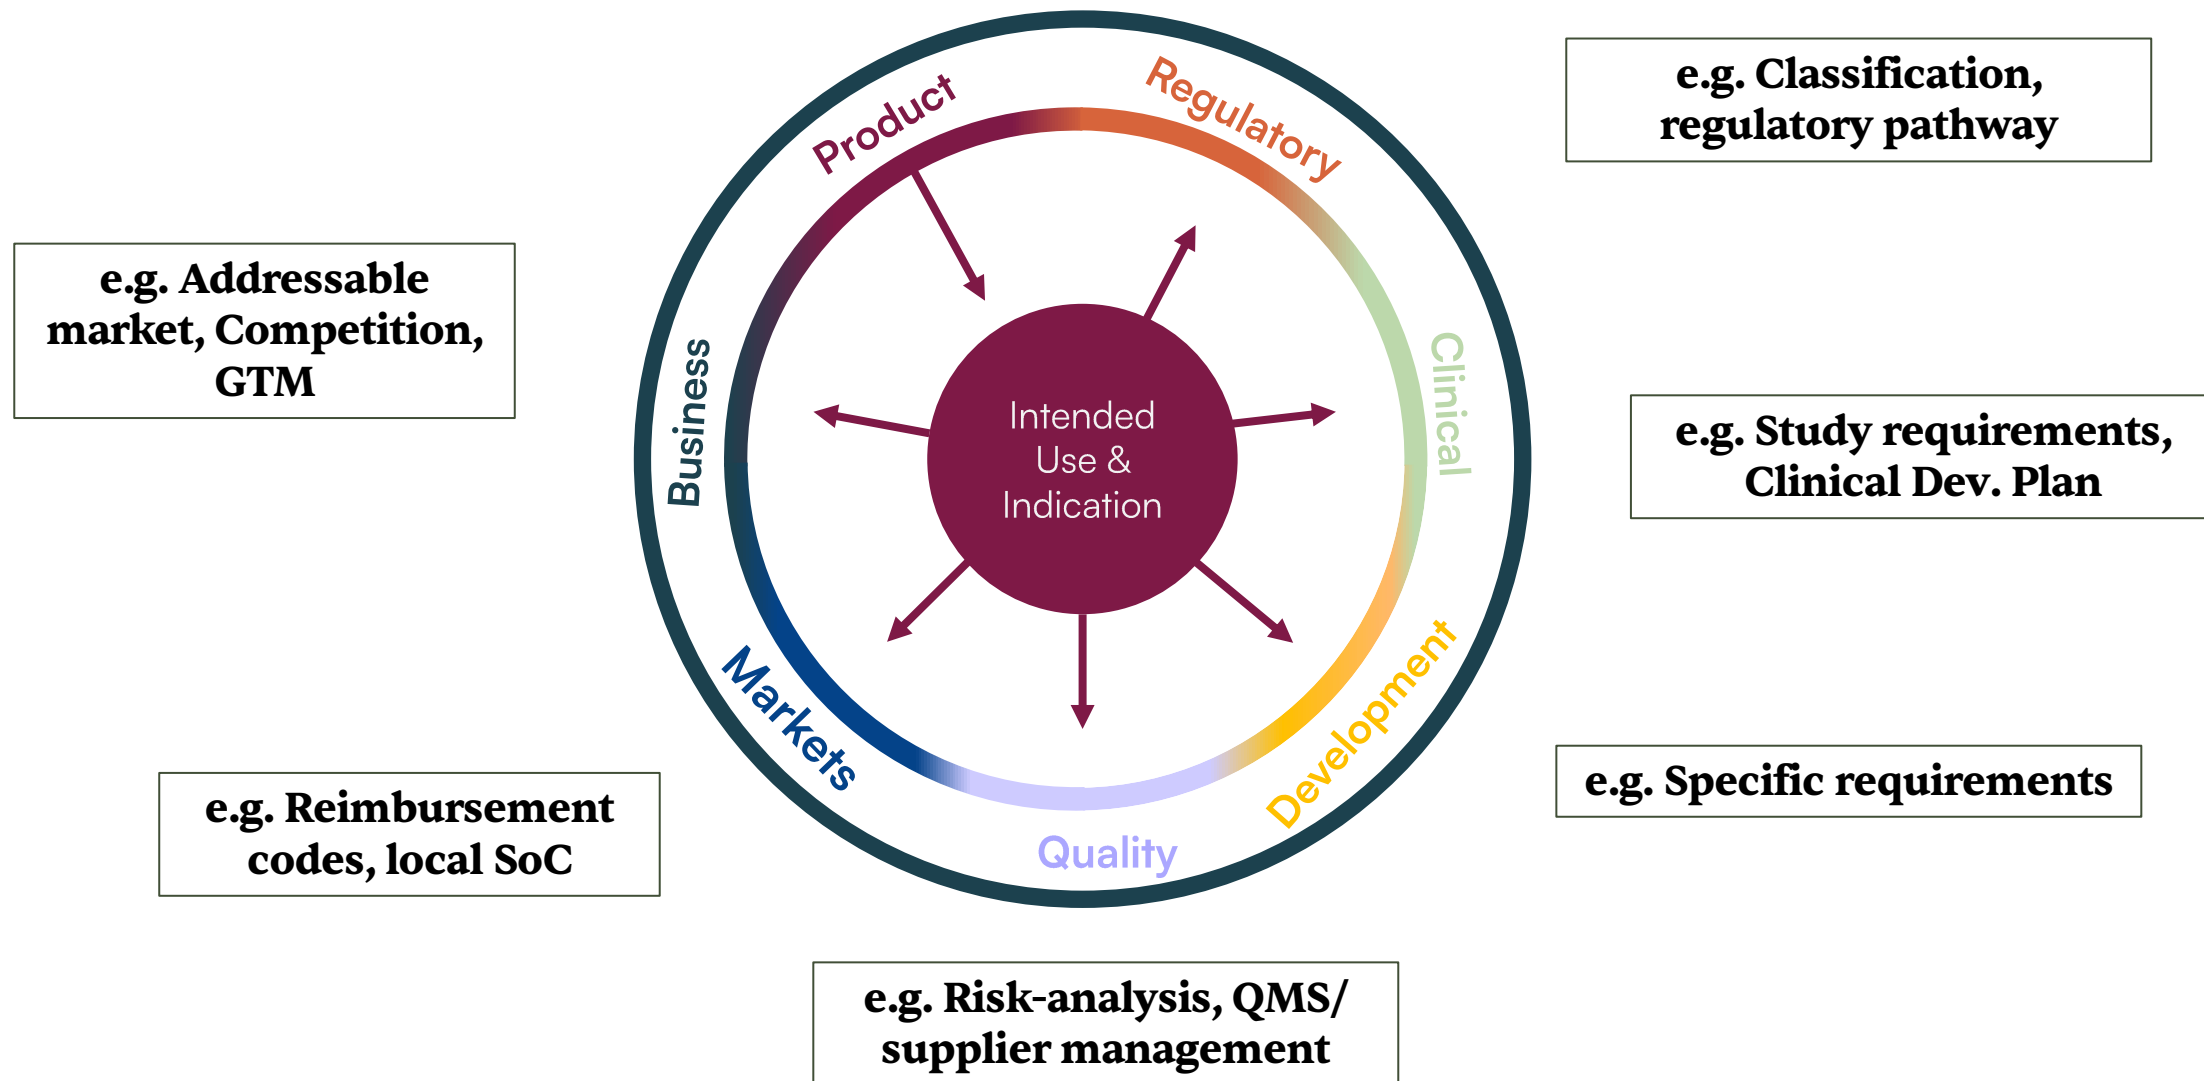 Product
Regulatory
e.g. Classification,
regulatory pathway
e.g. Addressable
market, Competition,
GTM
Business
Intended
Use &
Indication
Clinical
e.g. Study requirements,
Clinical Dev. Plan
Markets
Development
e.g. Specific requirements
e.g. Reimbursement
codes, local SoC
Quality
e.g. Risk-analysis, QMS/
supplier management